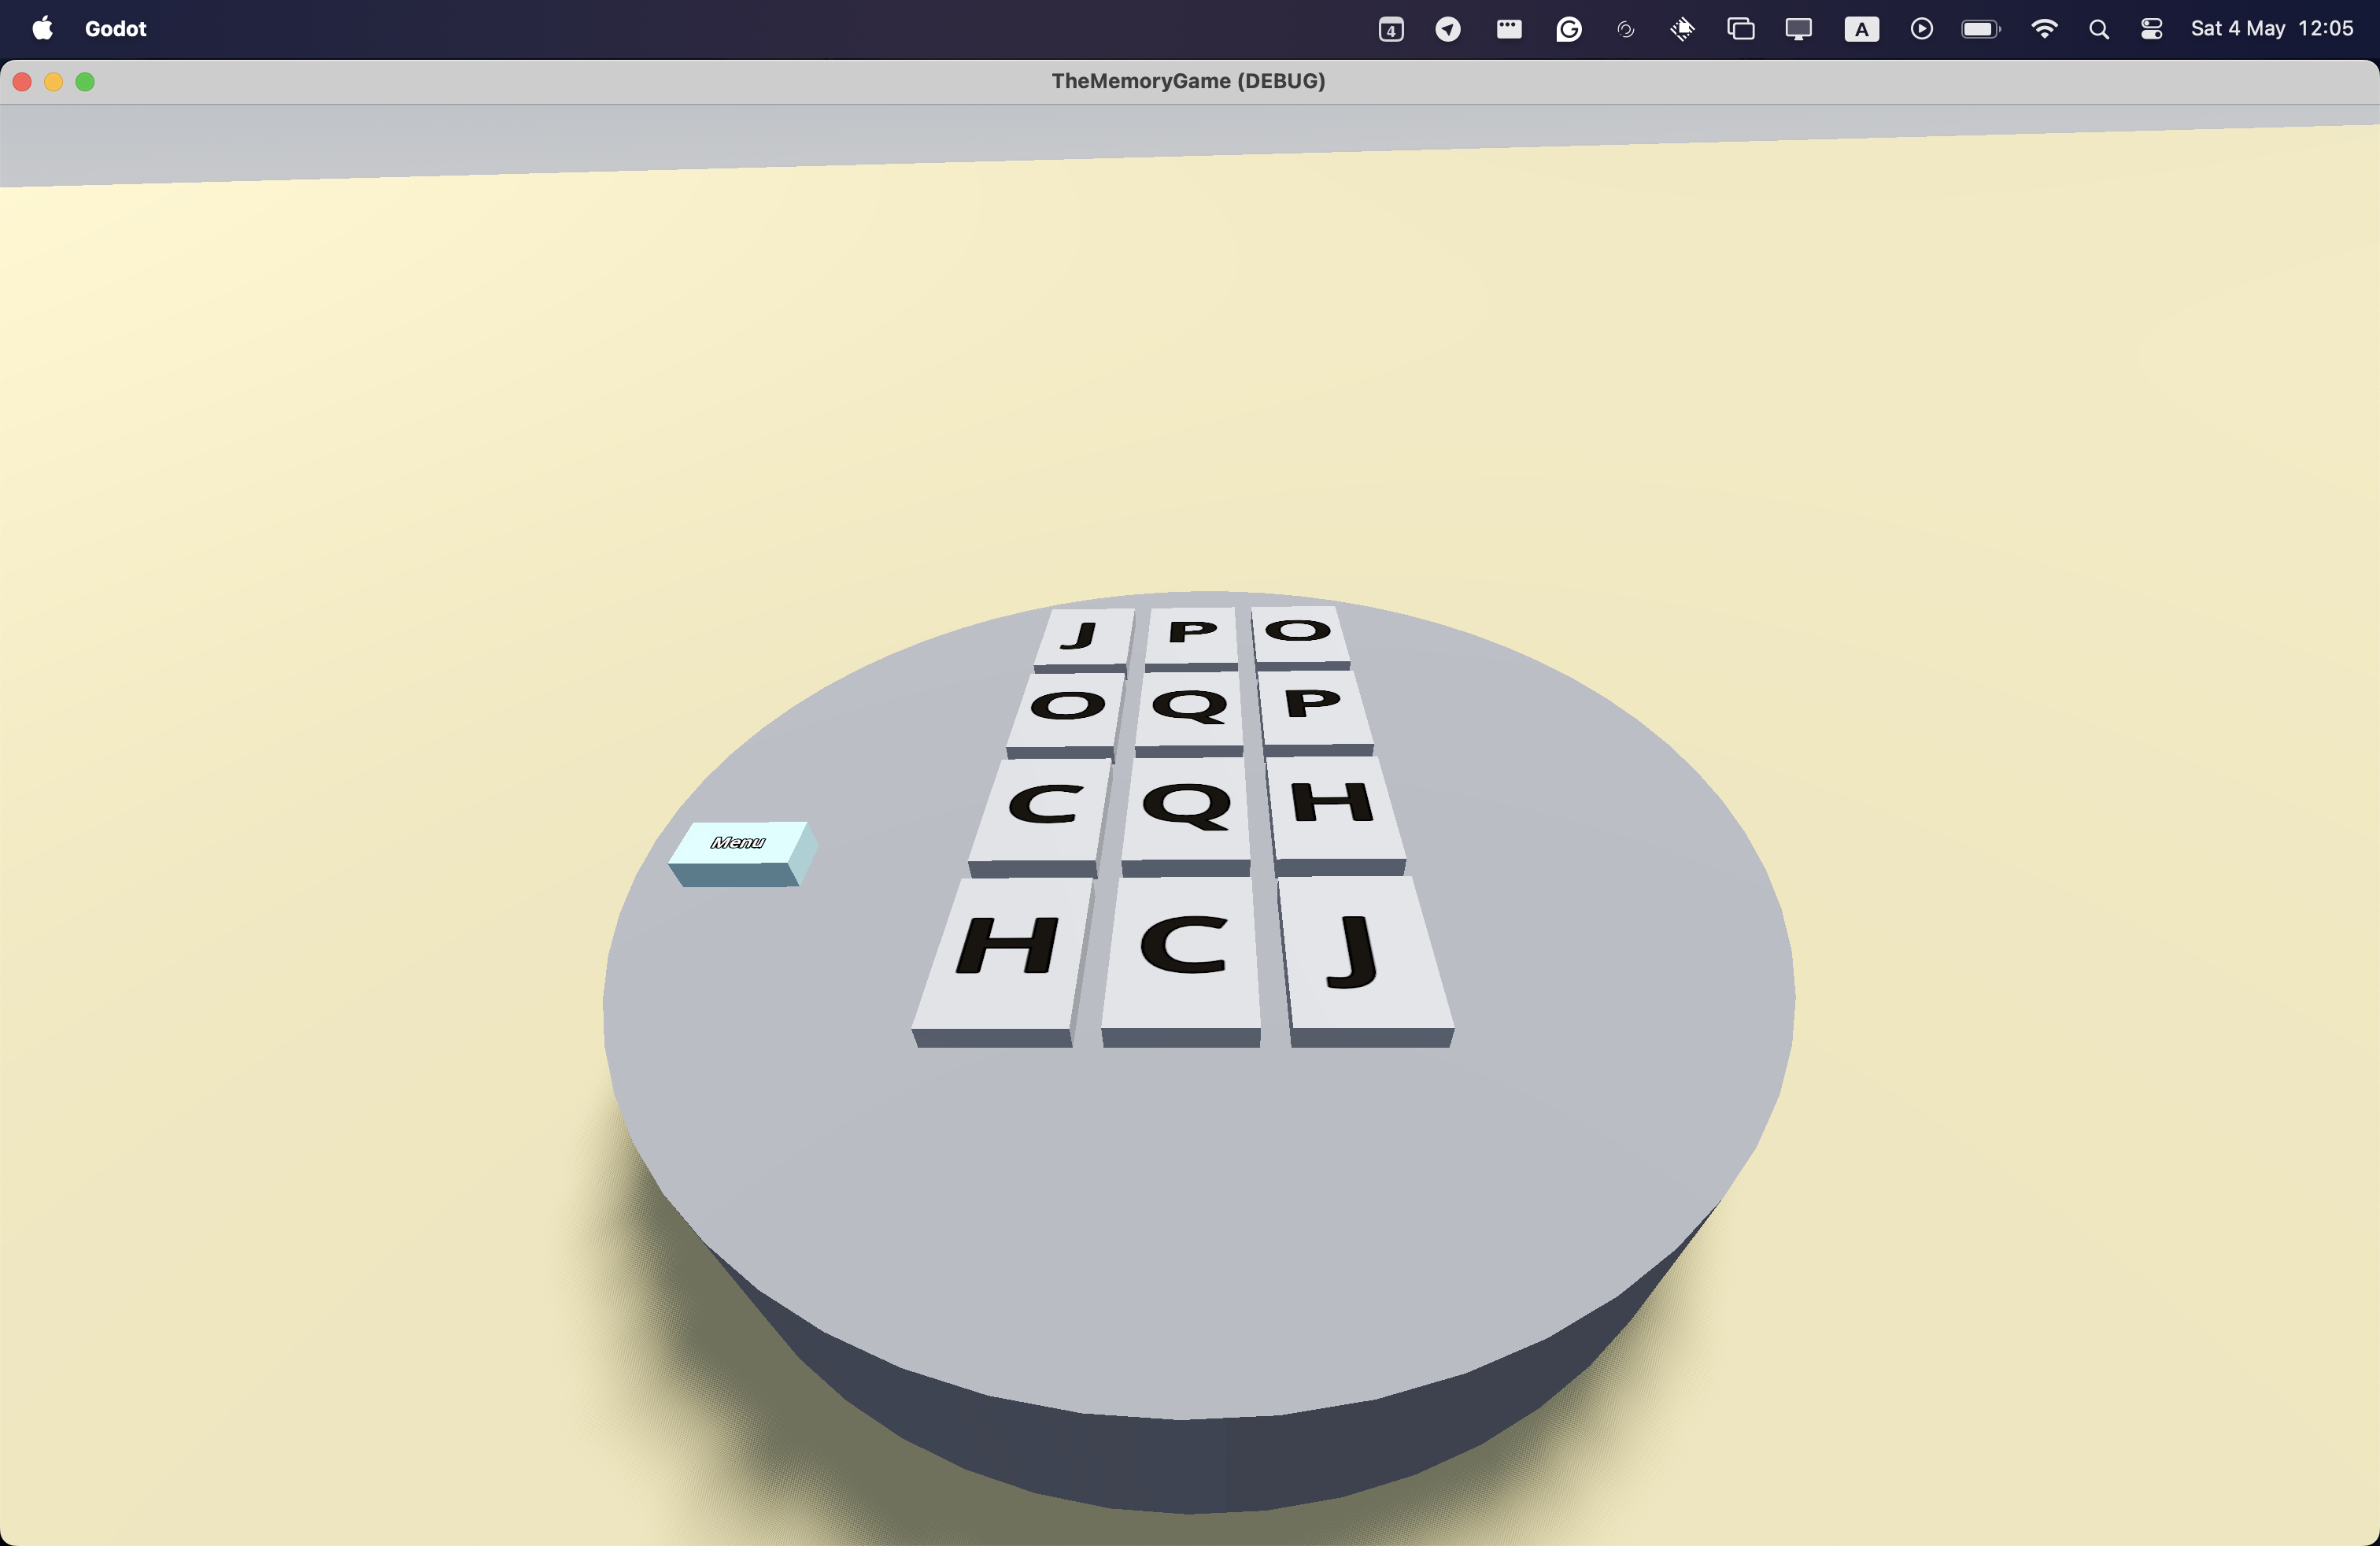 Godot 4 A Sat 4 May 12:05
TheMemoryGame (DEBUG)
J P O
O Q P
C Q H
Menu
H C J